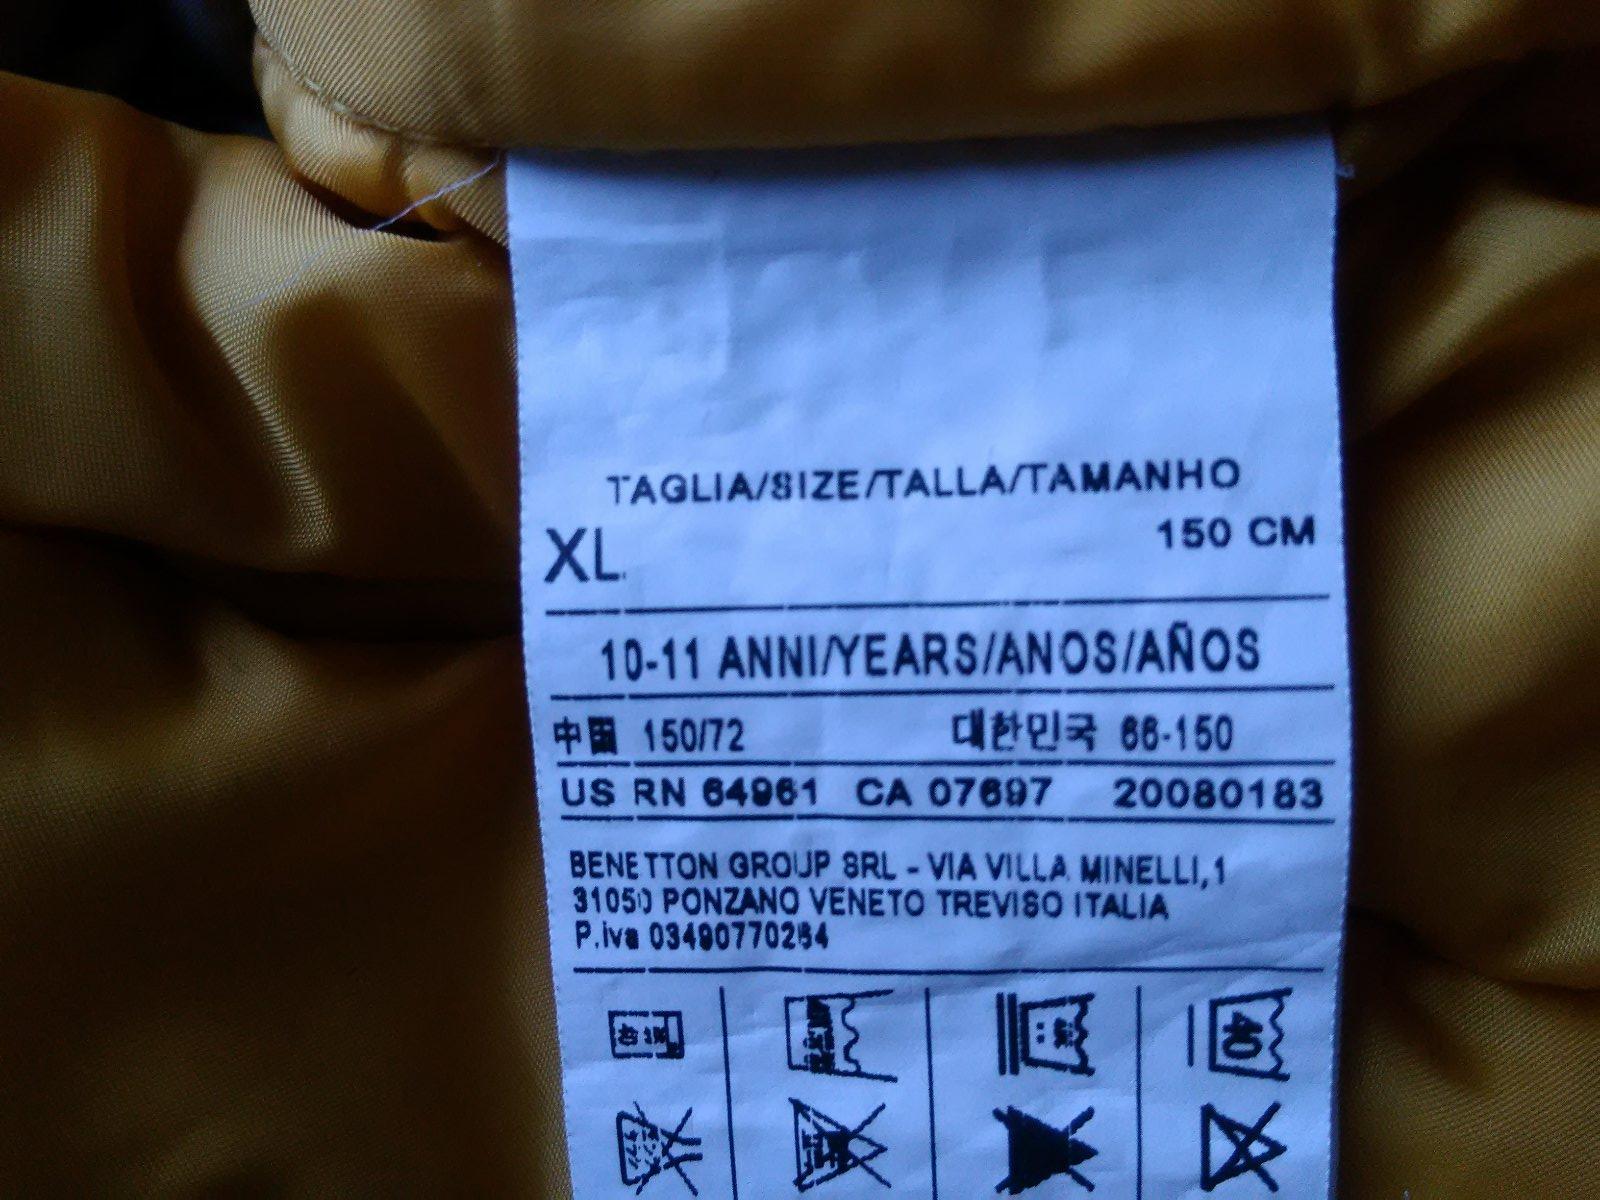 TAGLIA/SIZE/TALLA/TAMANHO
XL 150 CM
10-11 ANNI/YEARS/ANOS/AÑOS
中国 150/72 대한민국 66-150
US RN 64961 CA 07697 20080183
BENETTON GROUP SRL - VIA VILLA MINELLI,1
31050 PONZANO VENETO TREVISO ITALIA
P.iva 03490770264
40